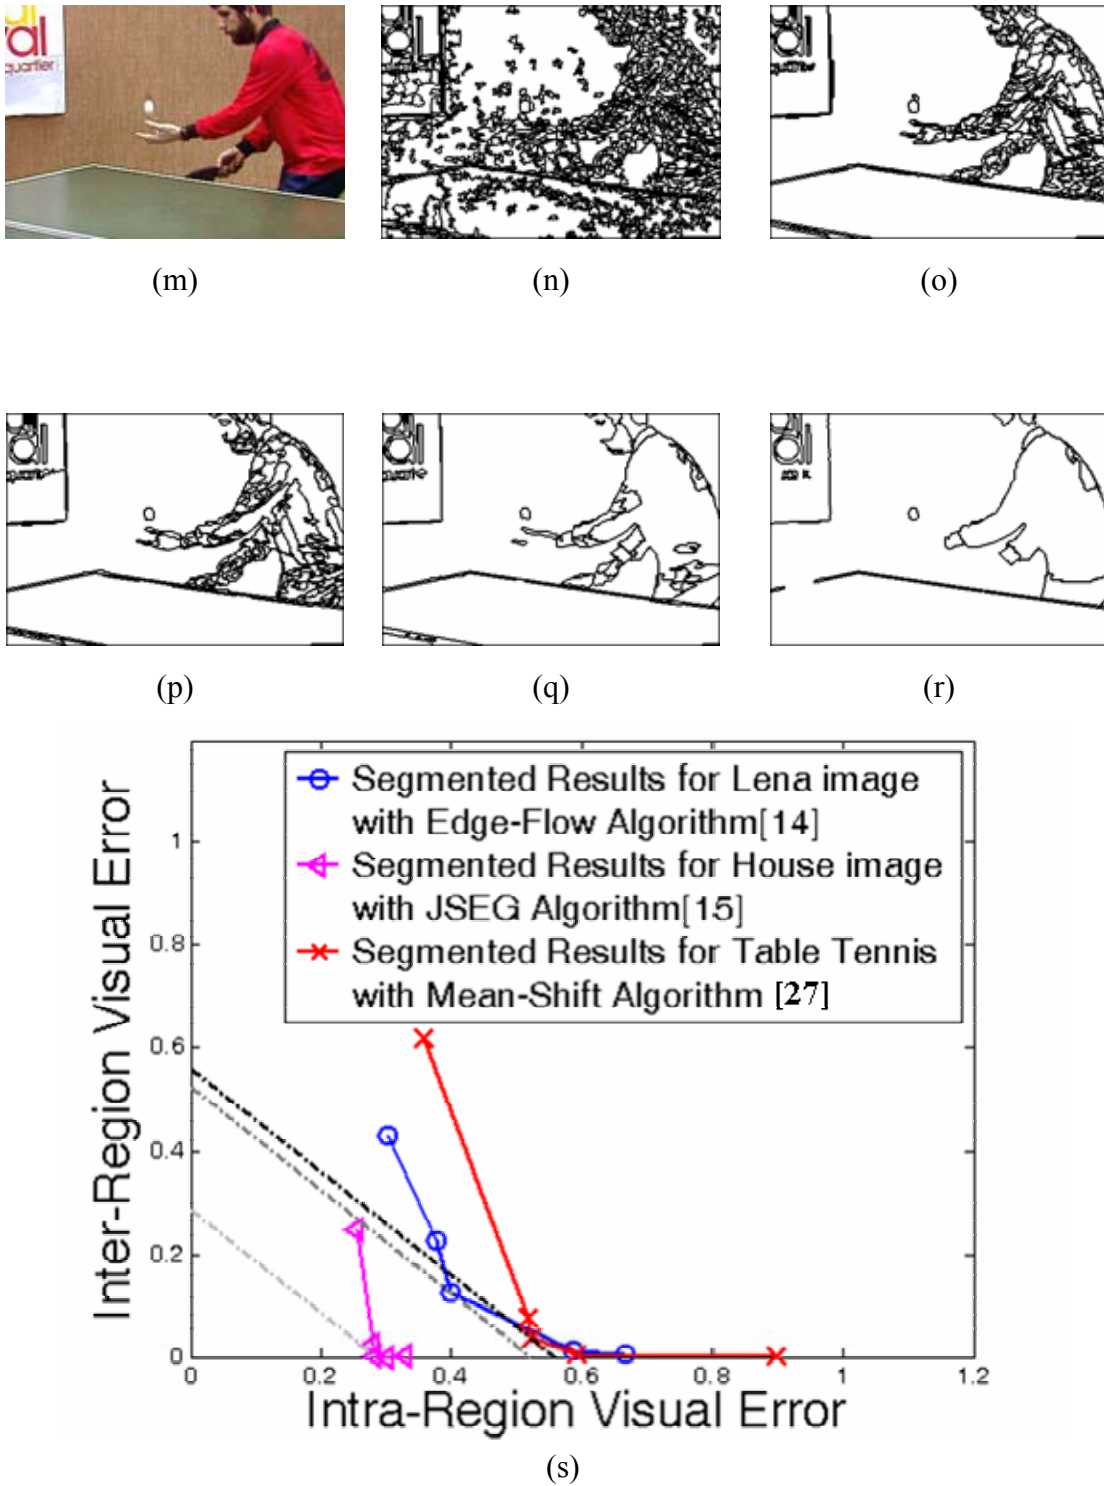 al
ral
quartier
(m)
(n)
(o)
(p)
(q)
(r)
Inter-Region Visual Error
1
0.8
0.6
0.4
0.2
0
Segmented Results for Lena image
with Edge-Flow Algorithm[14]
Segmented Results for House image
with JSEG Algorithm[15]
Segmented Results for Table Tennis
with Mean-Shift Algorithm [27]
0
0.2
0.4
0.6
0.8
1
1.2
Intra-Region Visual Error
(s)